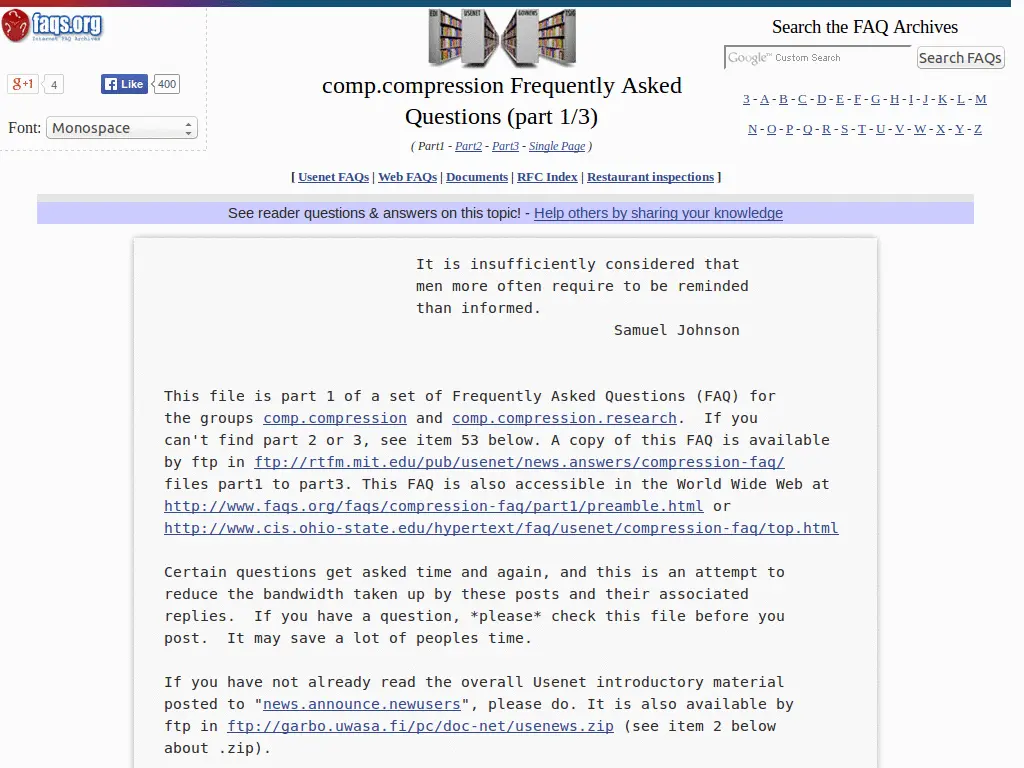 faqs.org
Internet FAQ Archives
g+1 4
Like 400
Font: Monospace
EDI USENET GOVNEWS TSIG
comp.compression Frequently Asked
Questions (part 1/3)
( Part1 - Part2 - Part3 - Single Page )
Search the FAQ Archives
Google™ Custom Search Search FAQs
3 - A - B - C - D - E - F - G - H - I - J - K - L - M
N - O - P - Q - R - S - T - U - V - W - X - Y - Z
[ Usenet FAQs | Web FAQs | Documents | RFC Index | Restaurant inspections ]
See reader questions & answers on this topic! - Help others by sharing your knowledge
It is insufficiently considered that
men more often require to be reminded
than informed.
Samuel Johnson
This file is part 1 of a set of Frequently Asked Questions (FAQ) for
the groups comp.compression and comp.compression.research.  If you
can't find part 2 or 3, see item 53 below. A copy of this FAQ is available
by ftp in ftp://rtfm.mit.edu/pub/usenet/news.answers/compression-faq/
files part1 to part3. This FAQ is also accessible in the World Wide Web at
http://www.faqs.org/faqs/compression-faq/part1/preamble.html or
http://www.cis.ohio-state.edu/hypertext/faq/usenet/compression-faq/top.html
Certain questions get asked time and again, and this is an attempt to
reduce the bandwidth taken up by these posts and their associated
replies.  If you have a question, *please* check this file before you
post.  It may save a lot of peoples time.
If you have not already read the overall Usenet introductory material
posted to "news.announce.newusers", please do. It is also available by
ftp in ftp://garbo.uwasa.fi/pc/doc-net/usenews.zip (see item 2 below
about .zip).